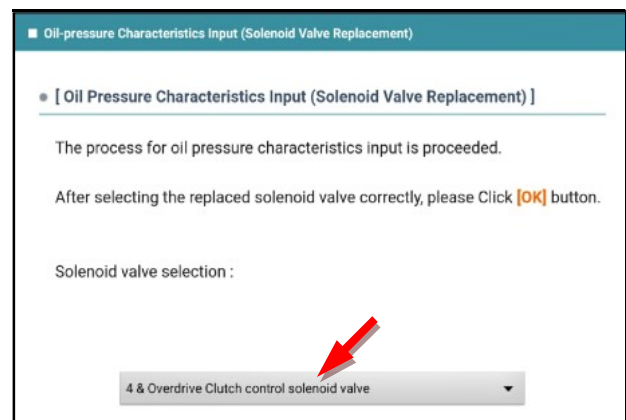 Oil-pressure Characteristics Input (Solenoid Valve Replacement)
[ Oil Pressure Characteristics Input (Solenoid Valve Replacement) ]
The process for oil pressure characteristics input is proceeded.
After selecting the replaced solenoid valve correctly, please Click [OK] button.
Solenoid valve selection :
4 & Overdrive Clutch control solenoid valve